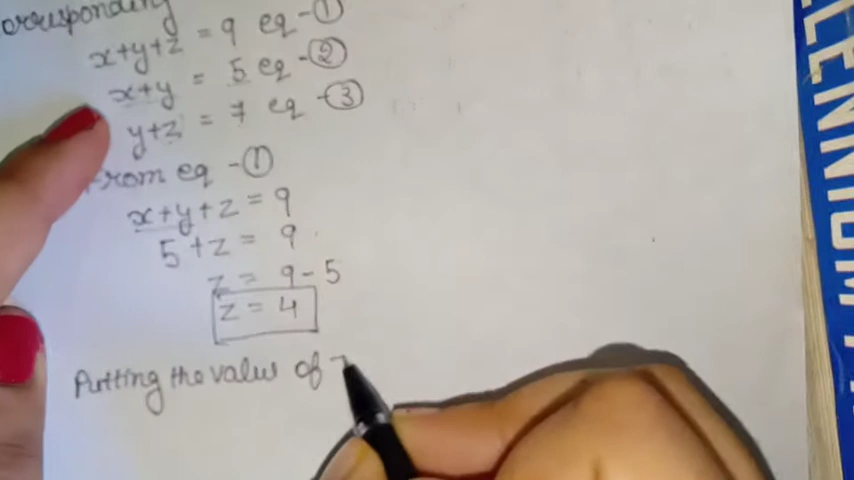 orresponding
x+y+z = 9 eq-①
x+y = 5 eq-②
y+z = 7 eq-③
From eq-①
x+y+z = 9
5+z = 9
z = 9-5
z = 4
Putting the value of